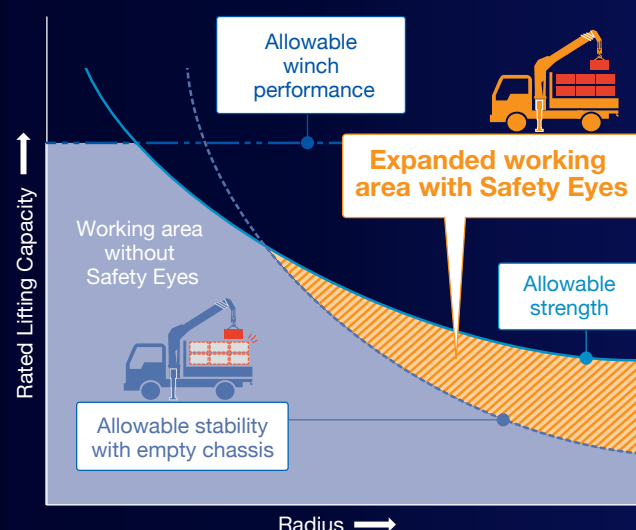 Allowable
winch
performance
Expanded working
area with Safety Eyes
Working area
without
Safety Eyes
Allowable
strength
Allowable stability
with empty chassis
Rated Lifting Capacity
Radius